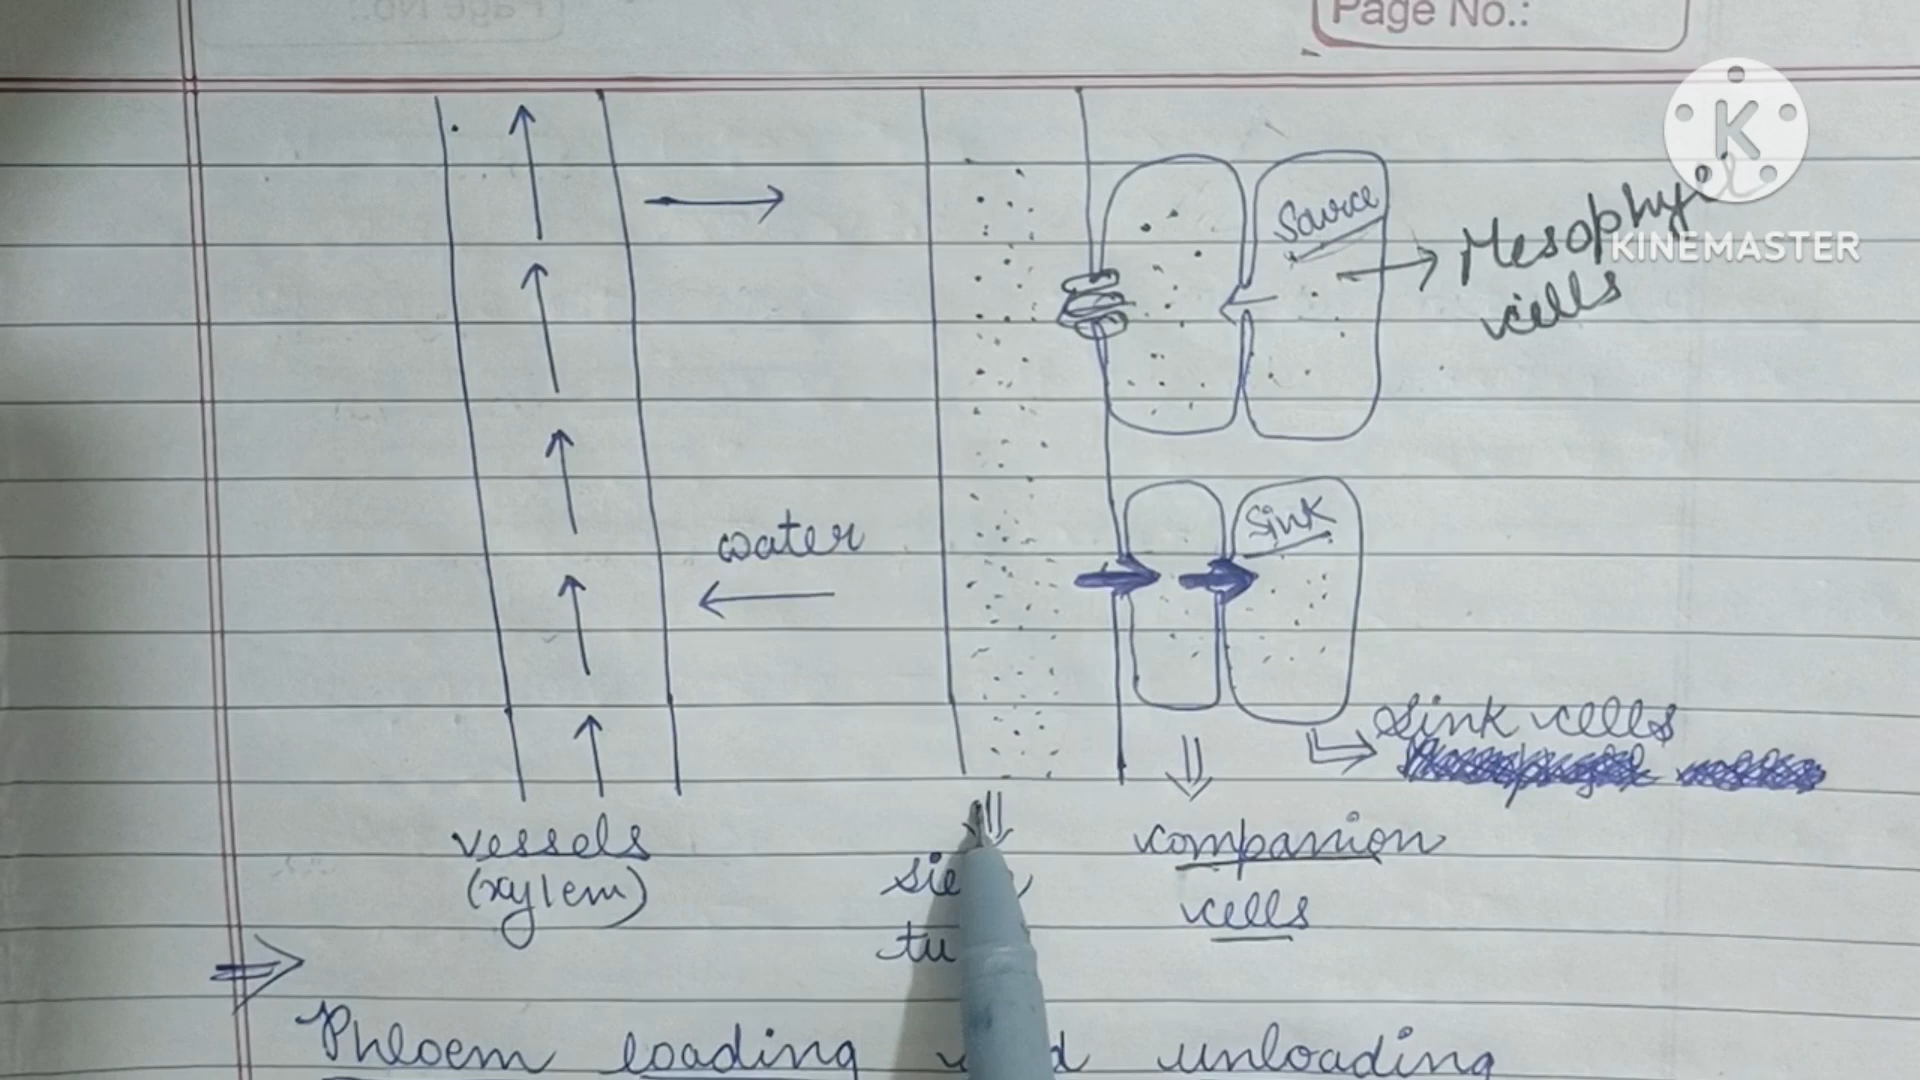 Page No.:
K
KINEMASTER
Source
Mesophyll
cells
Sink
water
Sink cells
vessels
(xylem)
companion
cells
Phloem loading unloading